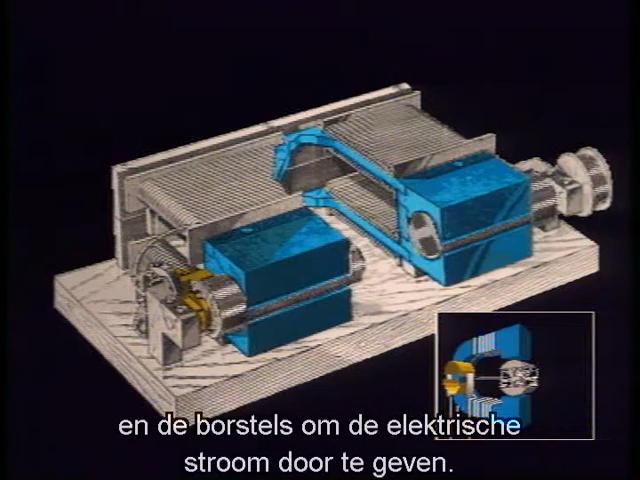 en de borstels om de elektrische
stroom door te geven.